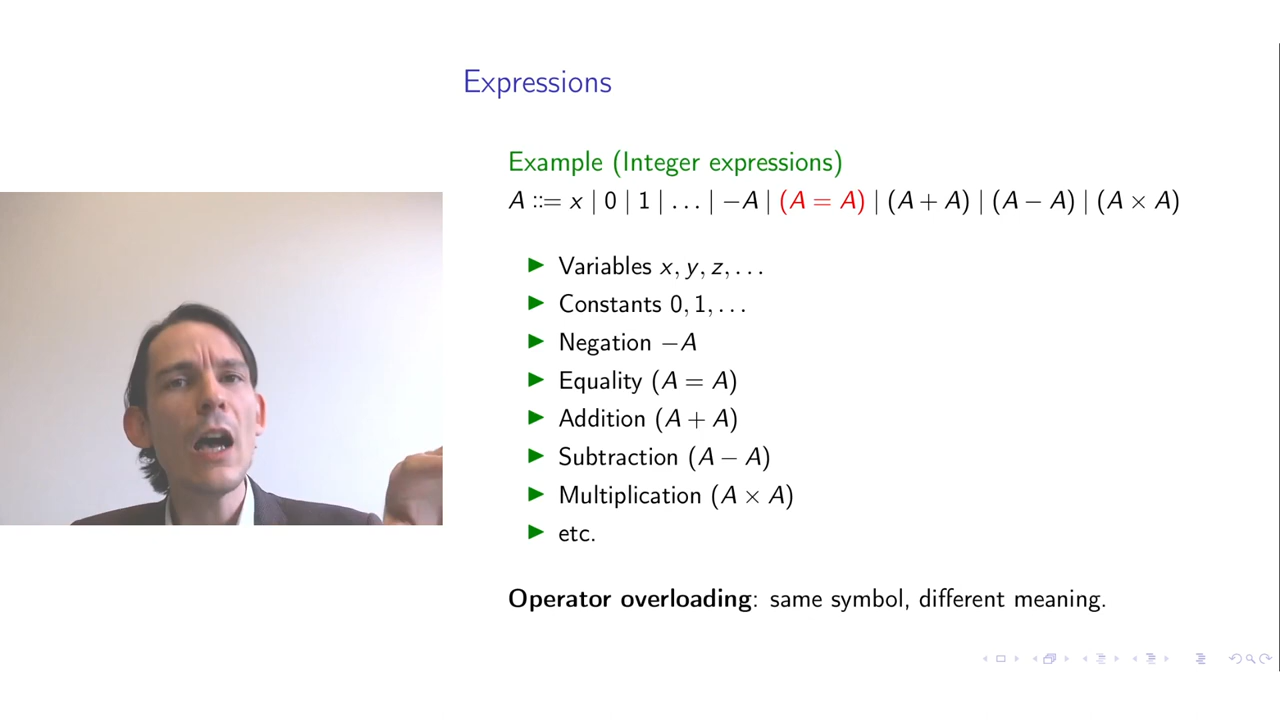 Expressions
Example (Integer expressions)
A ::= x | 0 | 1 | ... | −A | (A = A) | (A + A) | (A − A) | (A × A)
Variables x, y, z, ...
Constants 0, 1, ...
Negation −A
Equality (A = A)
Addition (A + A)
Subtraction (A − A)
Multiplication (A × A)
etc.
Operator overloading: same symbol, different meaning.